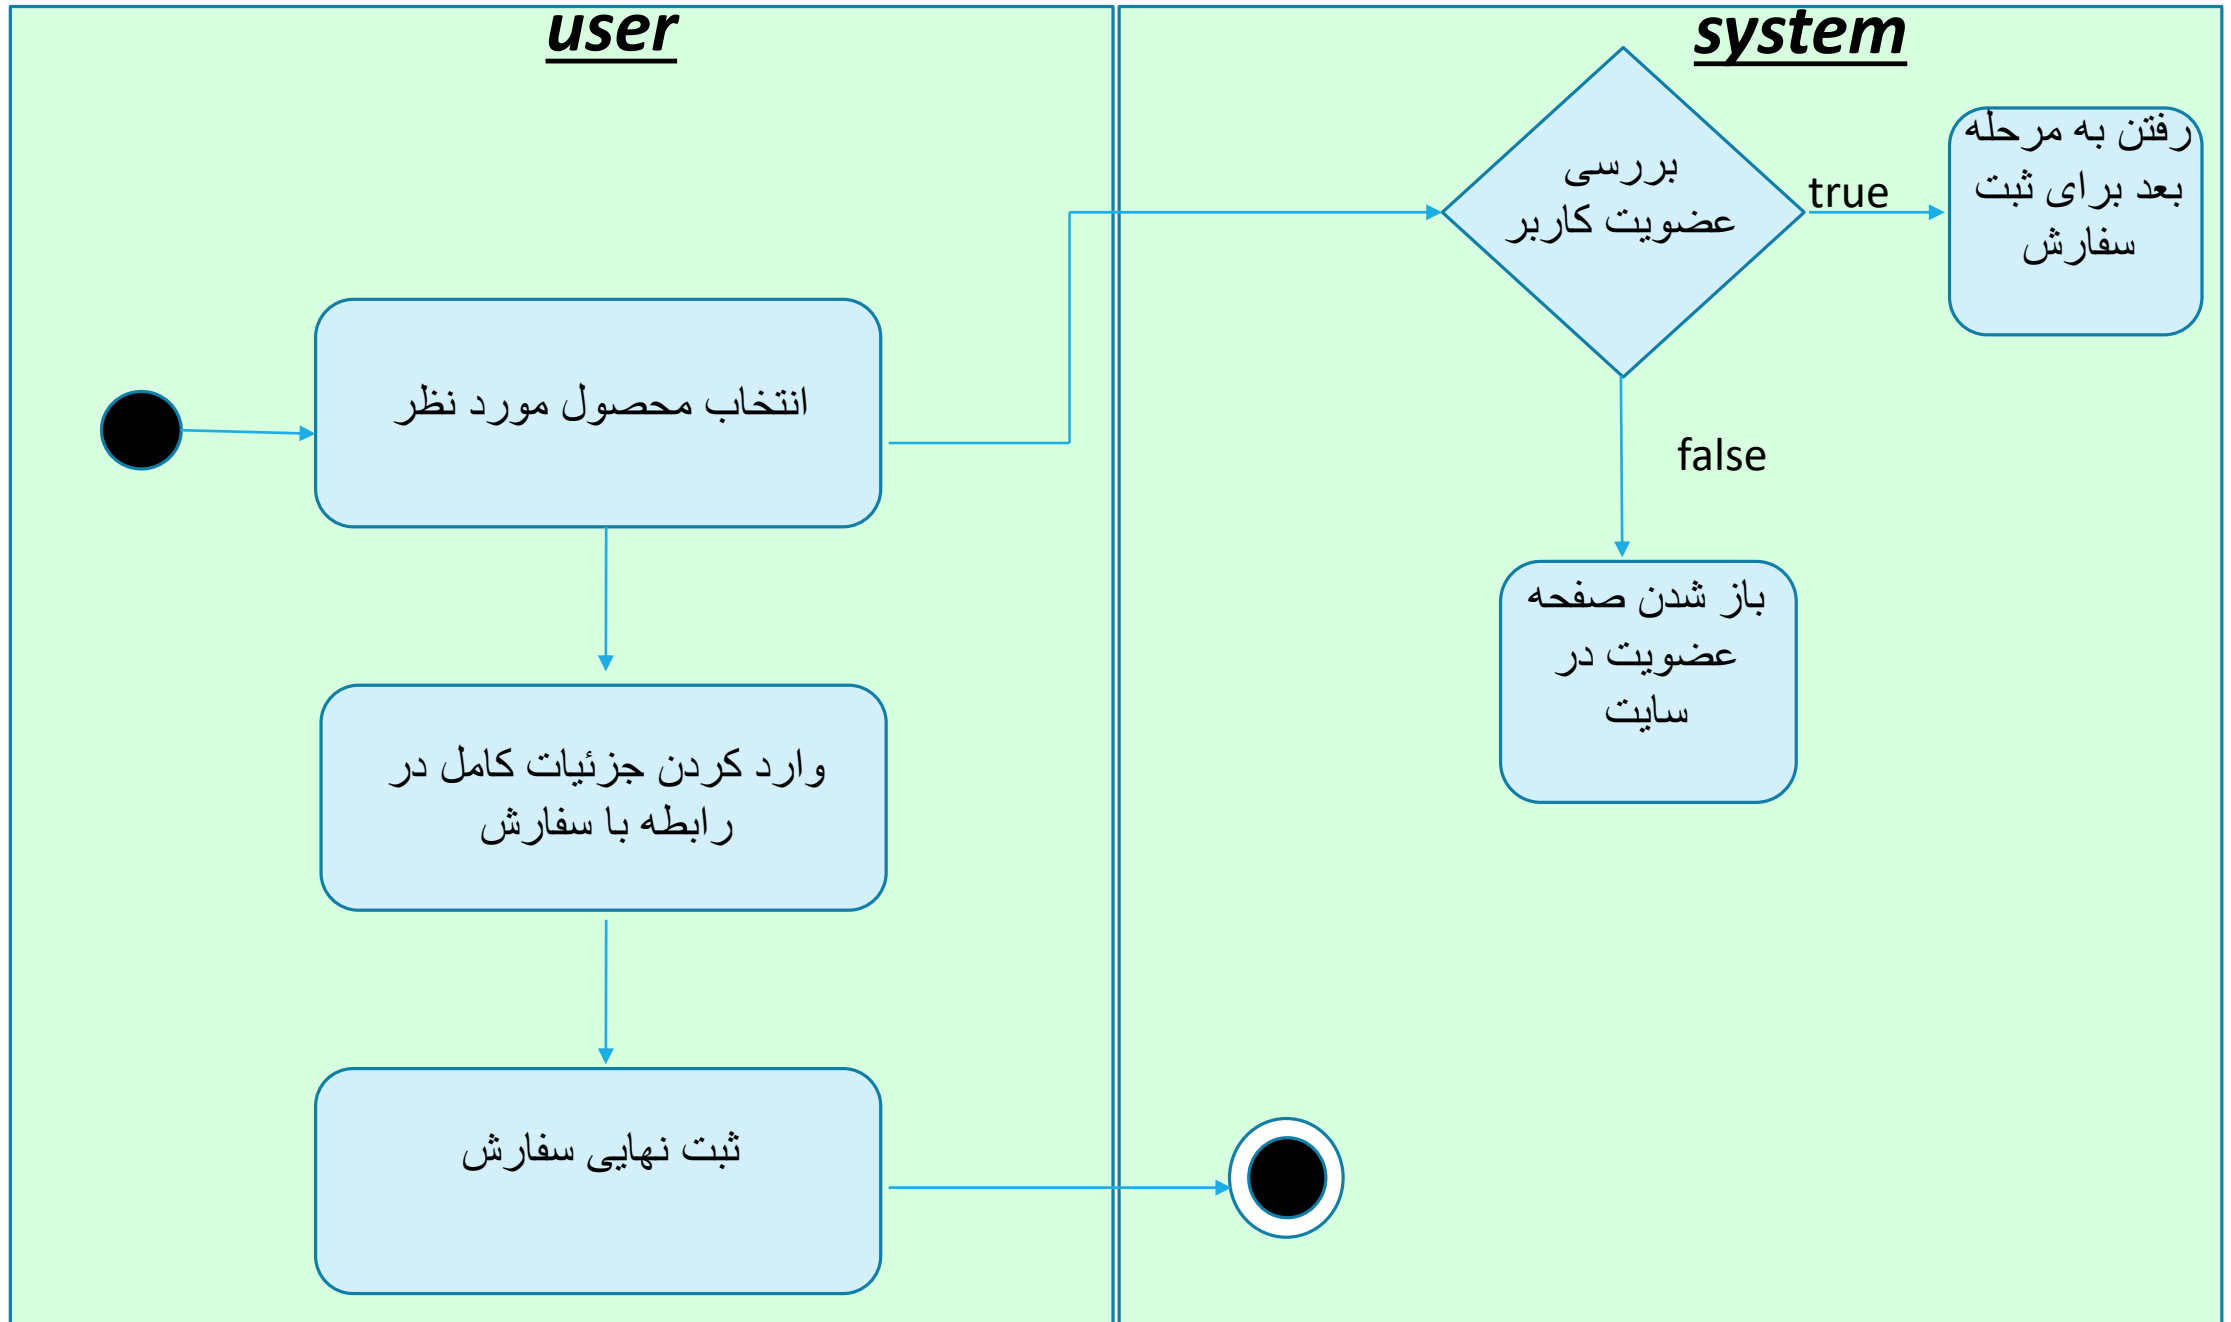 user
انتخاب محصول مورد نظر
وارد کردن جزئیات کامل در
رابطه با سفارش
ثبت نهایی سفارش
system
بررسی
عضویت کاربر
true
رفتن به مرحله
بعد برای ثبت
سفارش
false
باز شدن صفحه
عضویت در
سایت